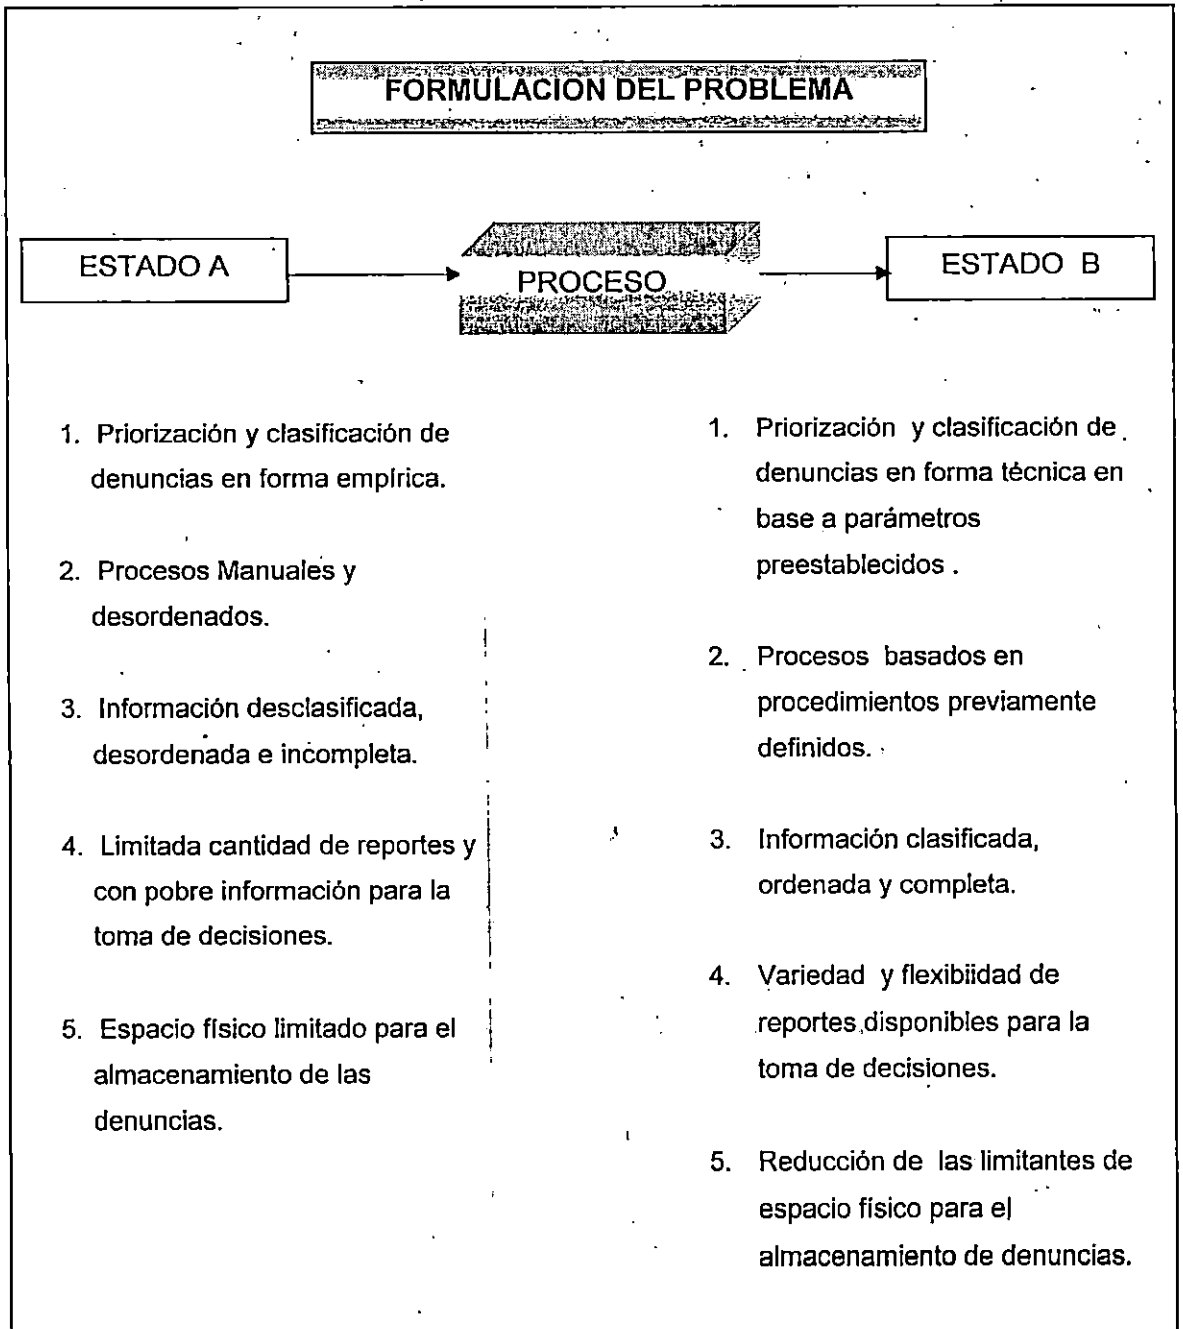 FORMULACION DEL PROBLEMA
ESTADO A
PROCESO
ESTADO B
1. Priorización y clasificación de
denuncias en forma empírica.
2. Procesos Manuales y
desordenados.
3. Información desclasificada,
desordenada e incompleta.
4. Limitada cantidad de reportes y
con pobre información para la
toma de decisiones.
5. Espacio físico limitado para el
almacenamiento de las
denuncias.
1. Priorización y clasificación de
denuncias en forma técnica en
base a parámetros
preestablecidos .
2. Procesos basados en
procedimientos previamente
definidos.
3. Información clasificada,
ordenada y completa.
4. Variedad y flexibiidad de
reportes disponibles para la
toma de decisiones.
5. Reducción de las limitantes de
espacio físico para el
almacenamiento de denuncias.